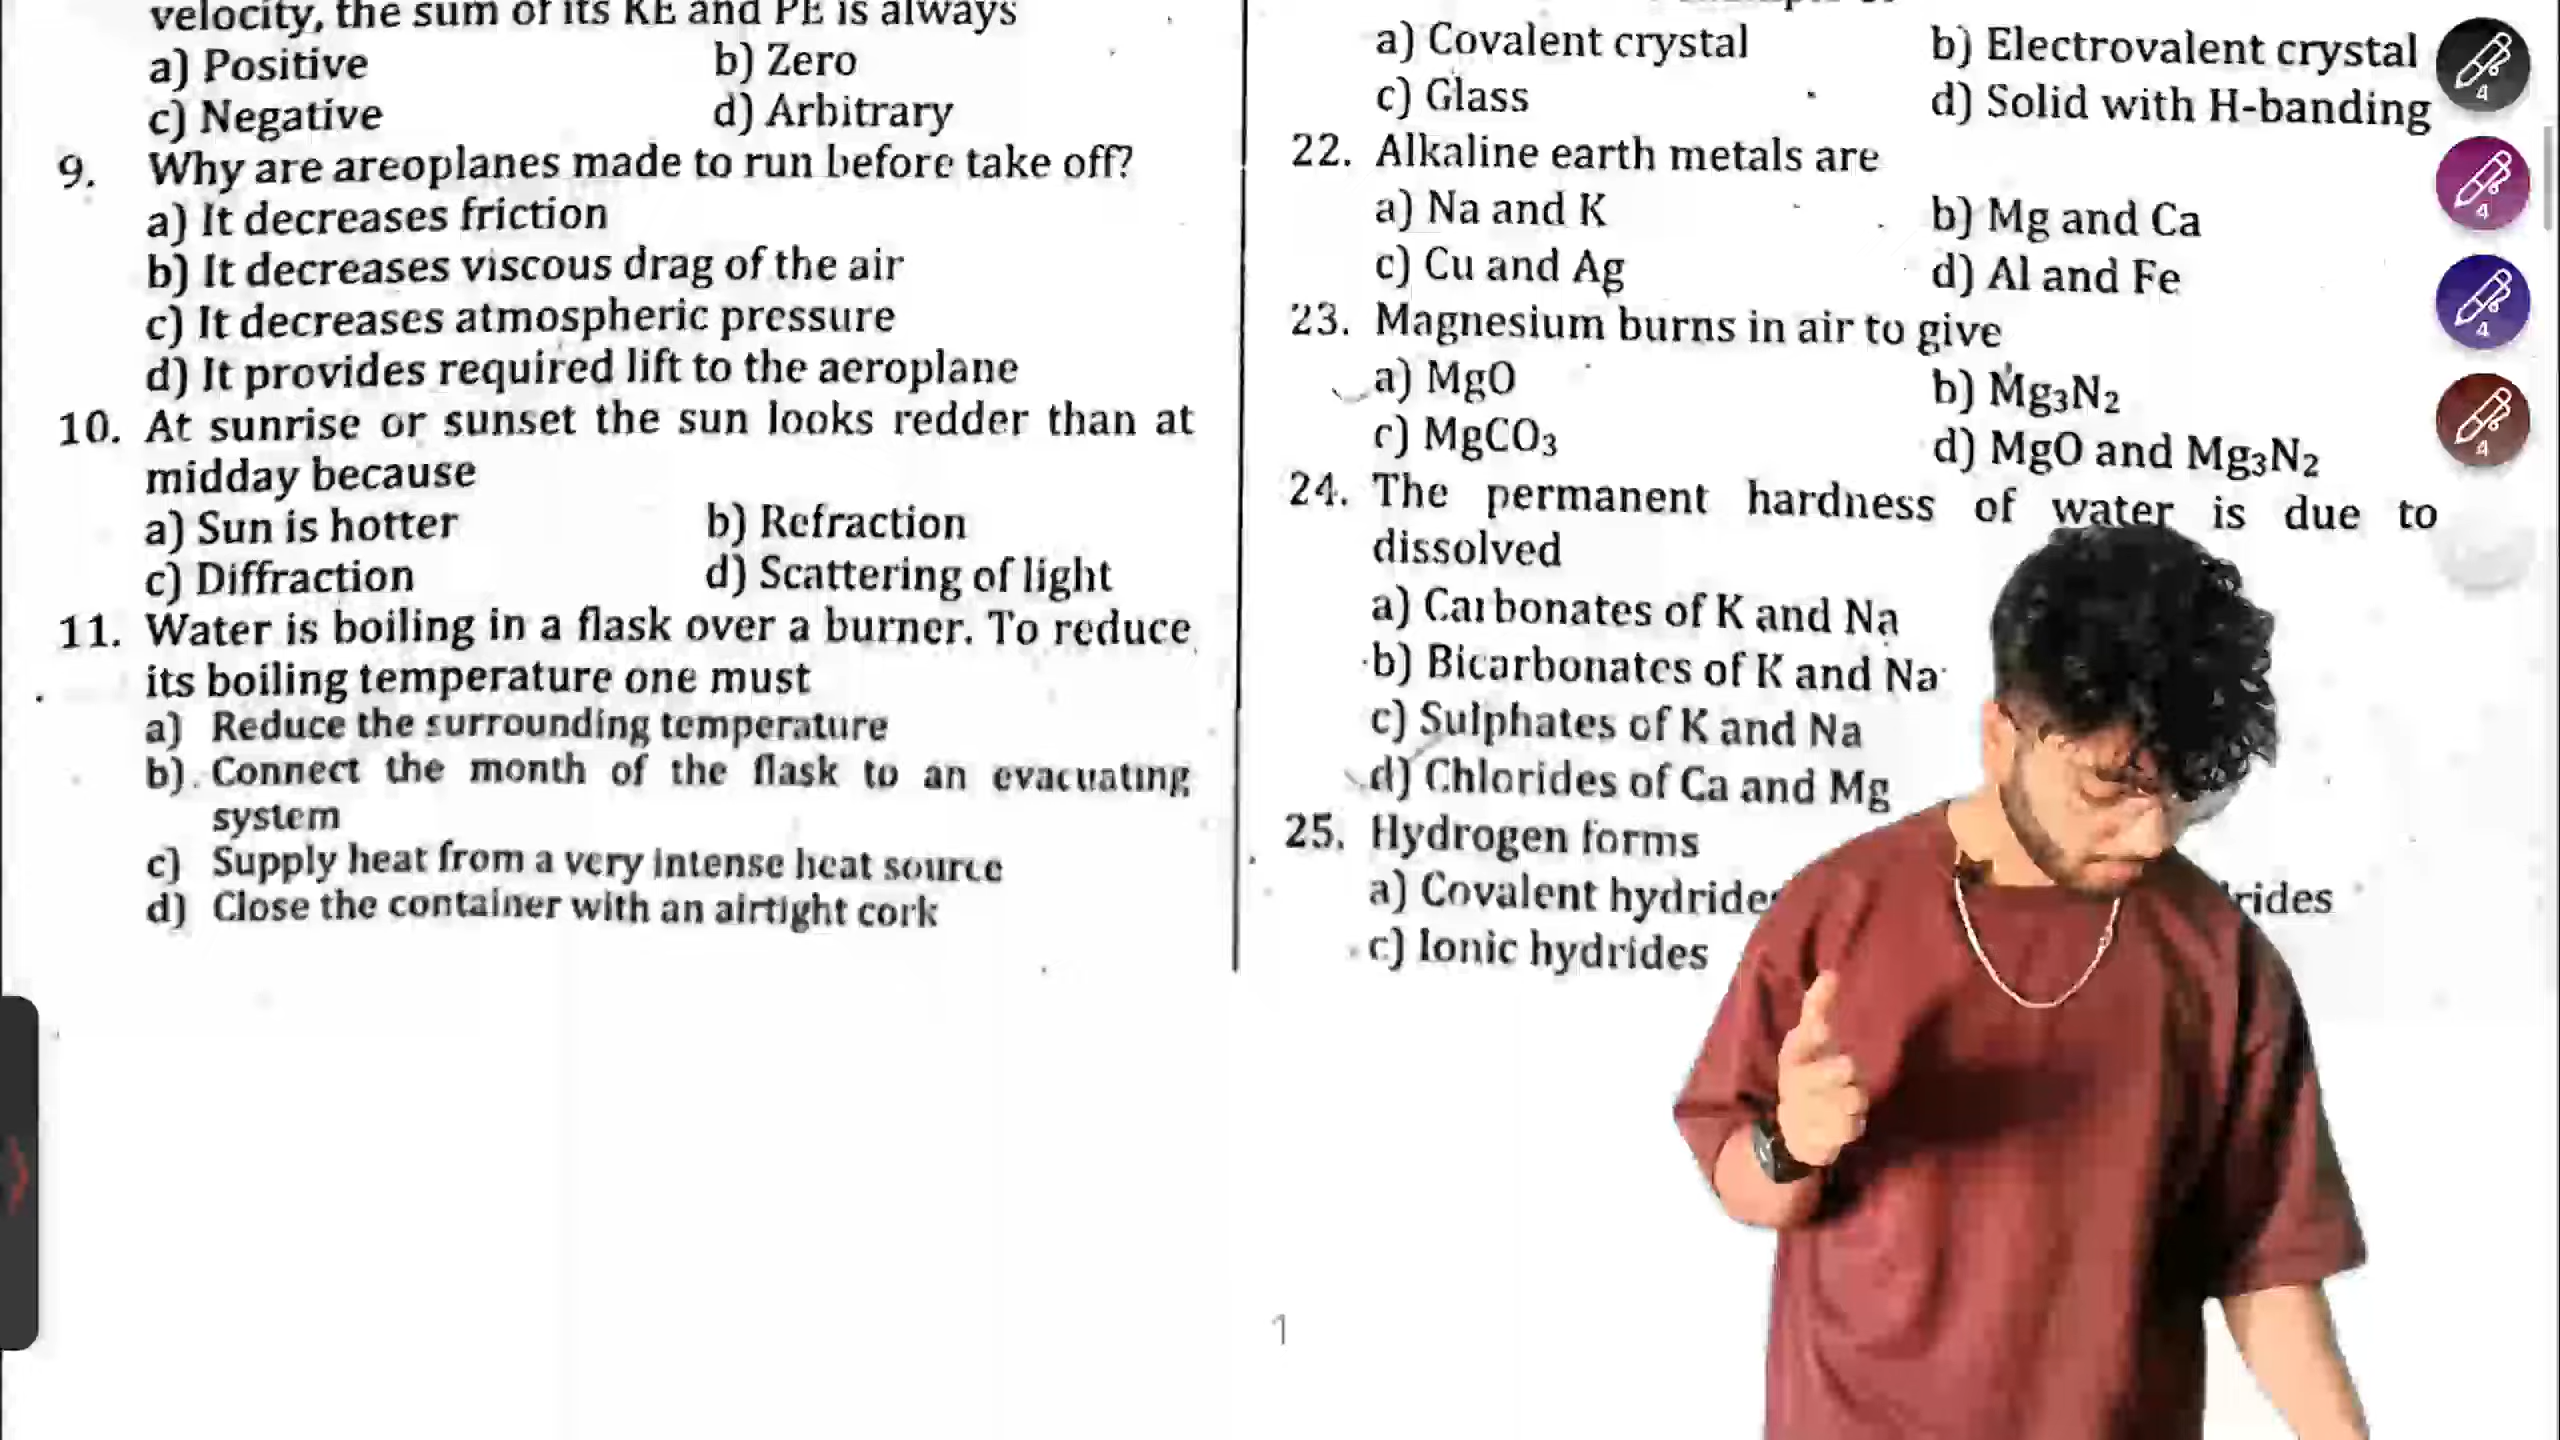 velocity, the sum of its KE and PE is always
a) Positive b) Zero
c) Negative d) Arbitrary
9. Why are areoplanes made to run before take off?
a) It decreases friction
b) It decreases viscous drag of the air
c) It decreases atmospheric pressure
d) It provides required lift to the aeroplane
10. At sunrise or sunset the sun looks redder than at
midday because
a) Sun is hotter b) Refraction
c) Diffraction d) Scattering of light
11. Water is boiling in a flask over a burner. To reduce
its boiling temperature one must
a) Reduce the surrounding temperature
b) Connect the month of the flask to an evacuating
system
c) Supply heat from a very intense heat source
d) Close the container with an airtight cork
a) Covalent crystal b) Electrovalent crystal
c) Glass d) Solid with H-banding
22. Alkaline earth metals are
a) Na and K b) Mg and Ca
c) Cu and Ag d) Al and Fe
23. Magnesium burns in air to give
a) MgO b) Mg₃N₂
c) MgCO₃ d) MgO and Mg₃N₂
24. The permanent hardness of water is due to
dissolved
a) Carbonates of K and Na
b) Bicarbonates of K and Na
c) Sulphates of K and Na
d) Chlorides of Ca and Mg
25. Hydrogen forms
a) Covalent hydride rides
c) Ionic hydrides
1
4
4
4
4